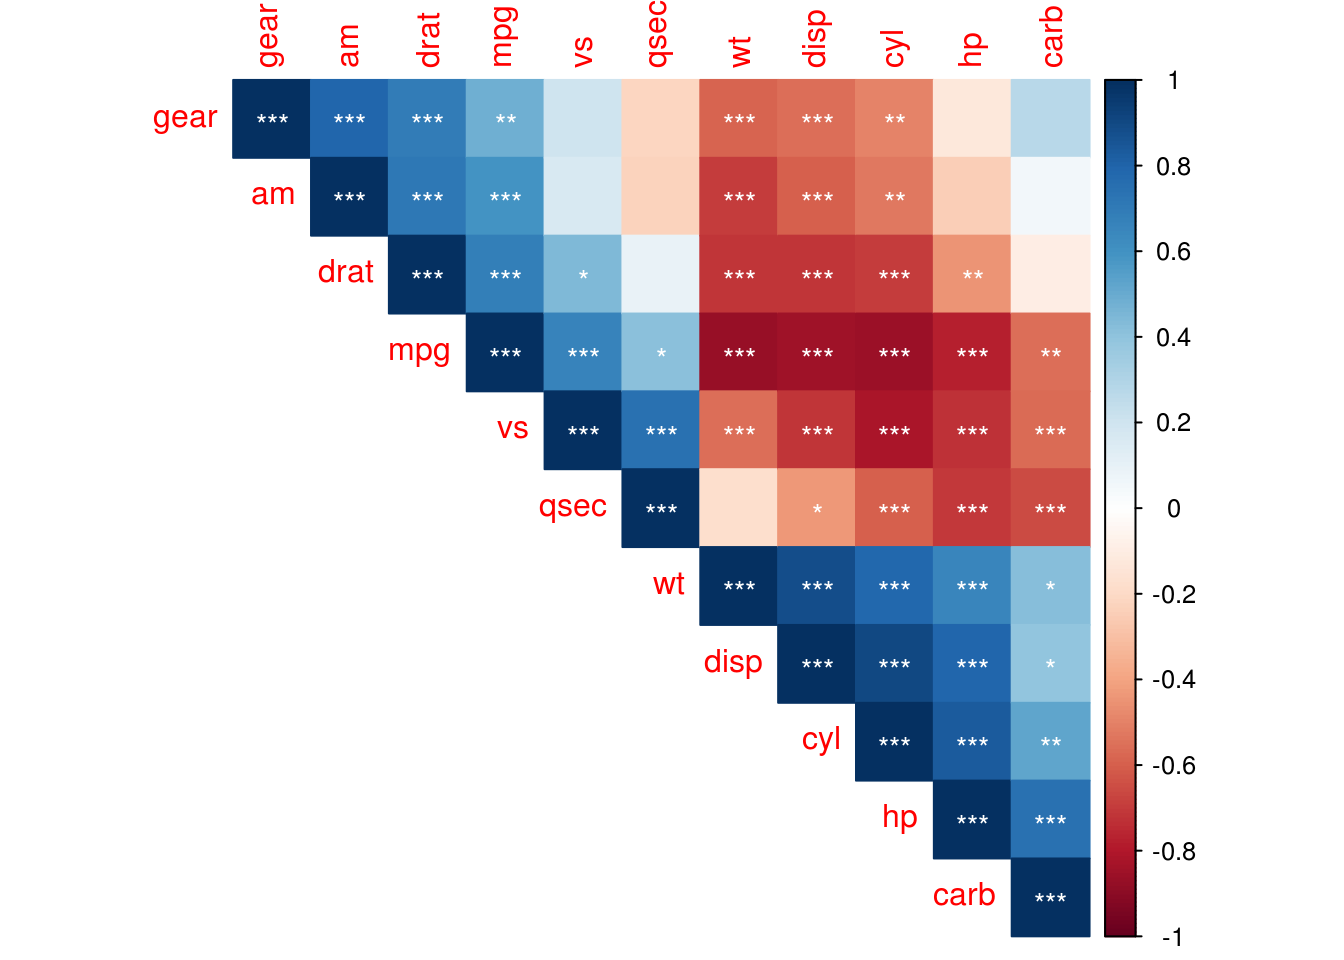 gear am drat mpg vs qsec wt disp cyl hp carb
gear *** *** *** ** *** *** ** 1
am *** *** *** *** *** ** 0.8
drat *** *** * *** *** *** ** 0.6
mpg *** *** * *** *** *** *** ** 0.4
vs *** *** *** *** *** *** *** 0.2
qsec *** * *** *** *** 0
wt *** *** *** *** * -0.2
disp *** *** *** * -0.4
cyl *** *** ** -0.6
hp *** *** -0.8
carb *** -1